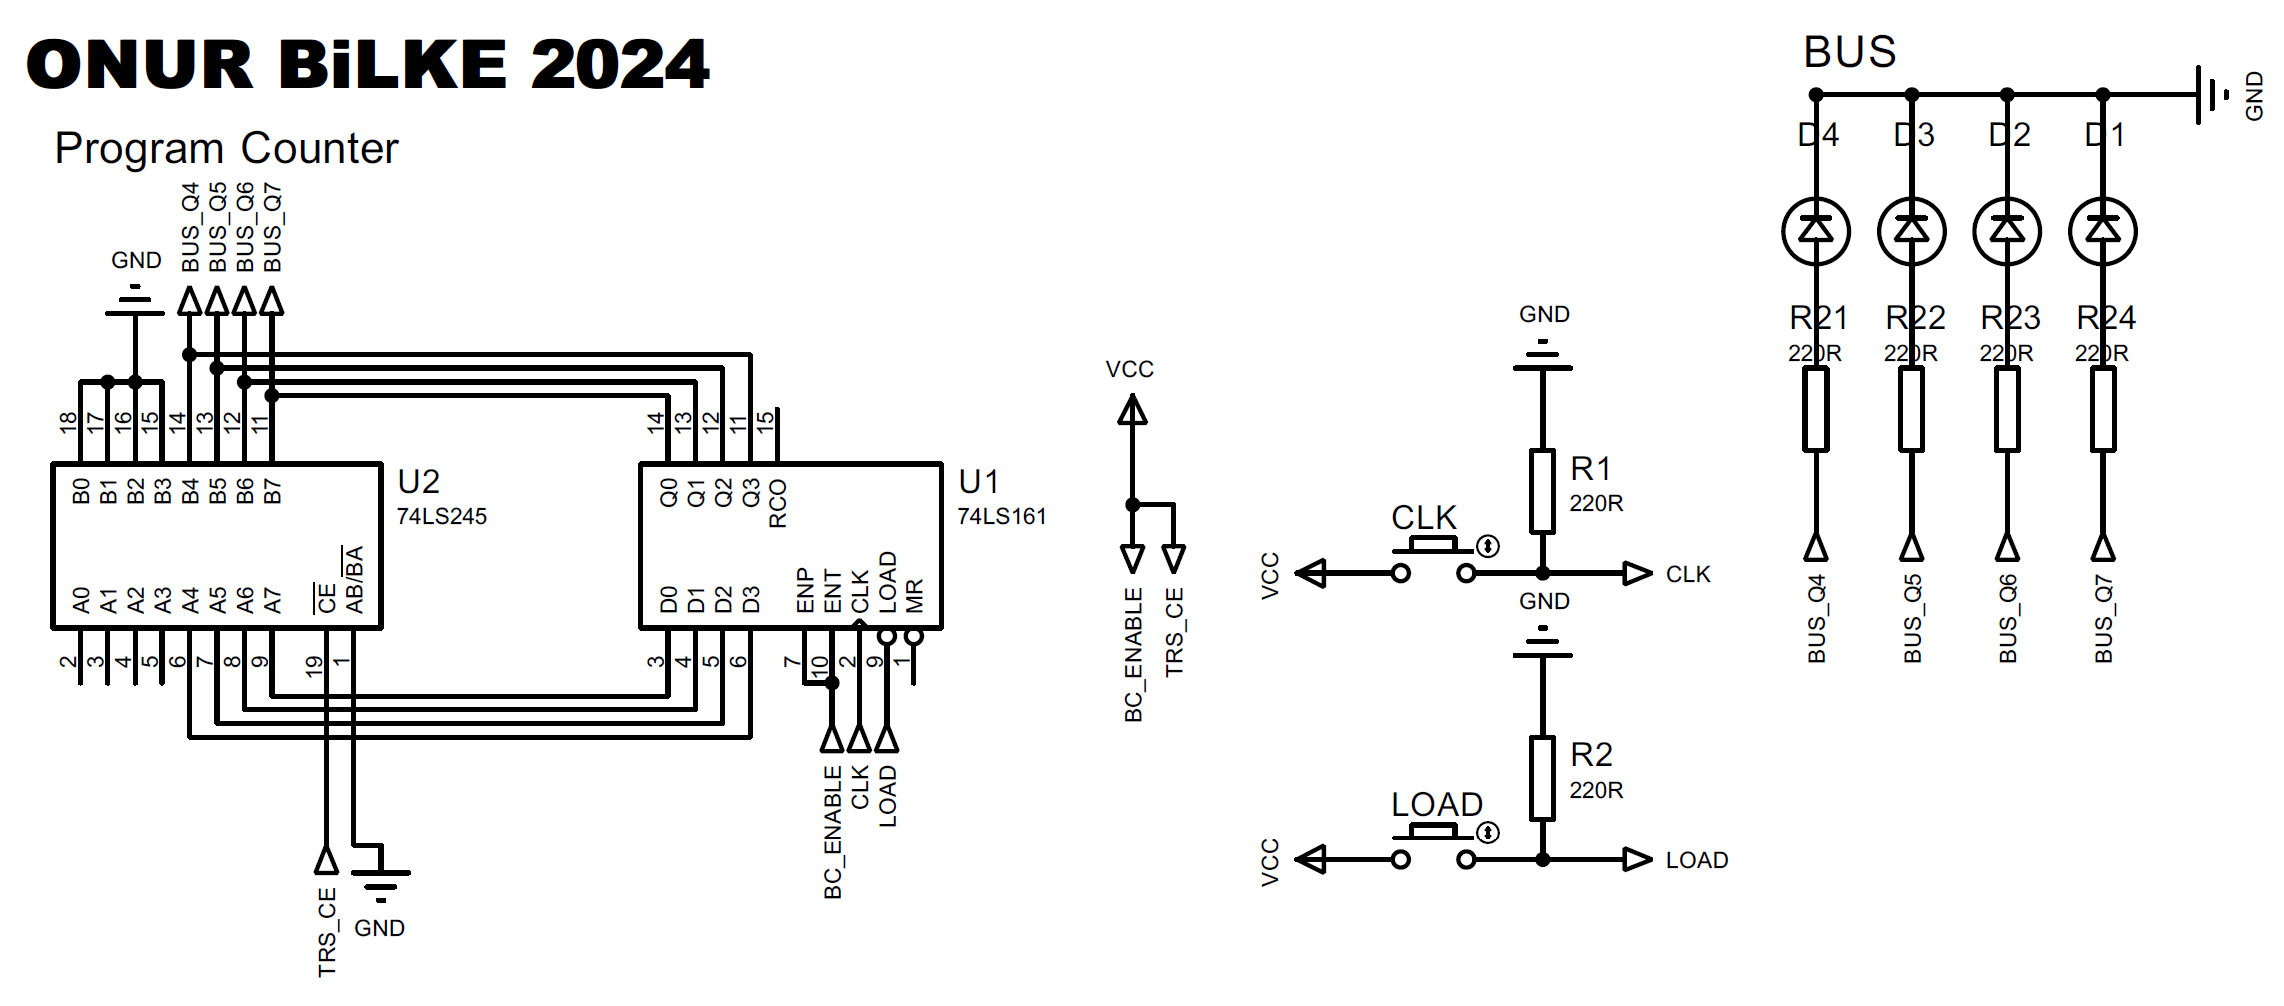 ONUR BiLKE 2024
Program Counter
GND
BUS_Q4
BUS_Q5
BUS_Q6
BUS_Q7
18
17
16
15
14
13
12
11
B0
B1
B2
B3
B4
B5
B6
B7
U2
74LS245
A0
A1
A2
A3
A4
A5
A6
A7
CE
AB/BA
2
3
4
5
6
7
8
9
19
1
TRS_CE
GND
14
13
12
11
15
Q0
Q1
Q2
Q3
RCO
U1
74LS161
D0
D1
D2
D3
ENP
ENT
CLK
LOAD
MR
3
4
5
6
7
10
2
9
1
BC_ENABLE
CLK
LOAD
VCC
BC_ENABLE
TRS_CE
GND
R1
220R
CLK
VCC
CLK
GND
R2
220R
LOAD
VCC
LOAD
BUS
GND
D4
D3
D2
D1
R21
R22
R23
R24
220R
220R
220R
220R
BUS_Q4
BUS_Q5
BUS_Q6
BUS_Q7